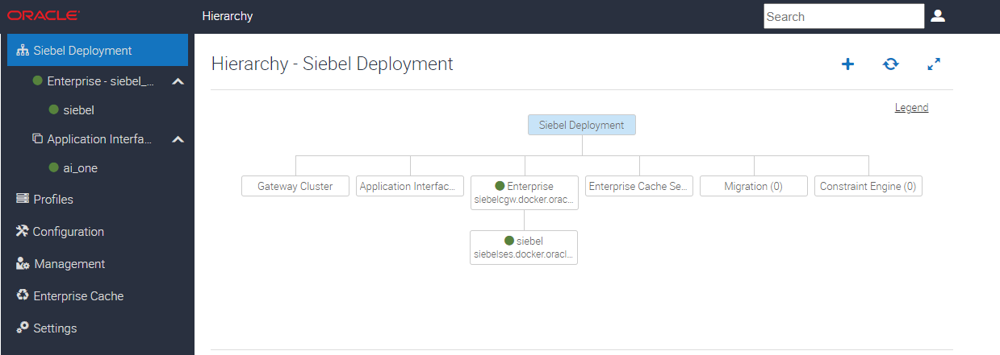 ORACLE
Hierarchy
Search
Siebel Deployment
Enterprise - siebel_...
siebel
Application Interfa...
ai_one
Profiles
Configuration
Management
Enterprise Cache
Settings
Hierarchy - Siebel Deployment
Legend
Siebel Deployment
Gateway Cluster
Application Interfac...
Enterprise
siebelcgw.docker.orac...
Enterprise Cache Se...
Migration (0)
Constraint Engine (0)
siebel
siebelses.docker.oracl...